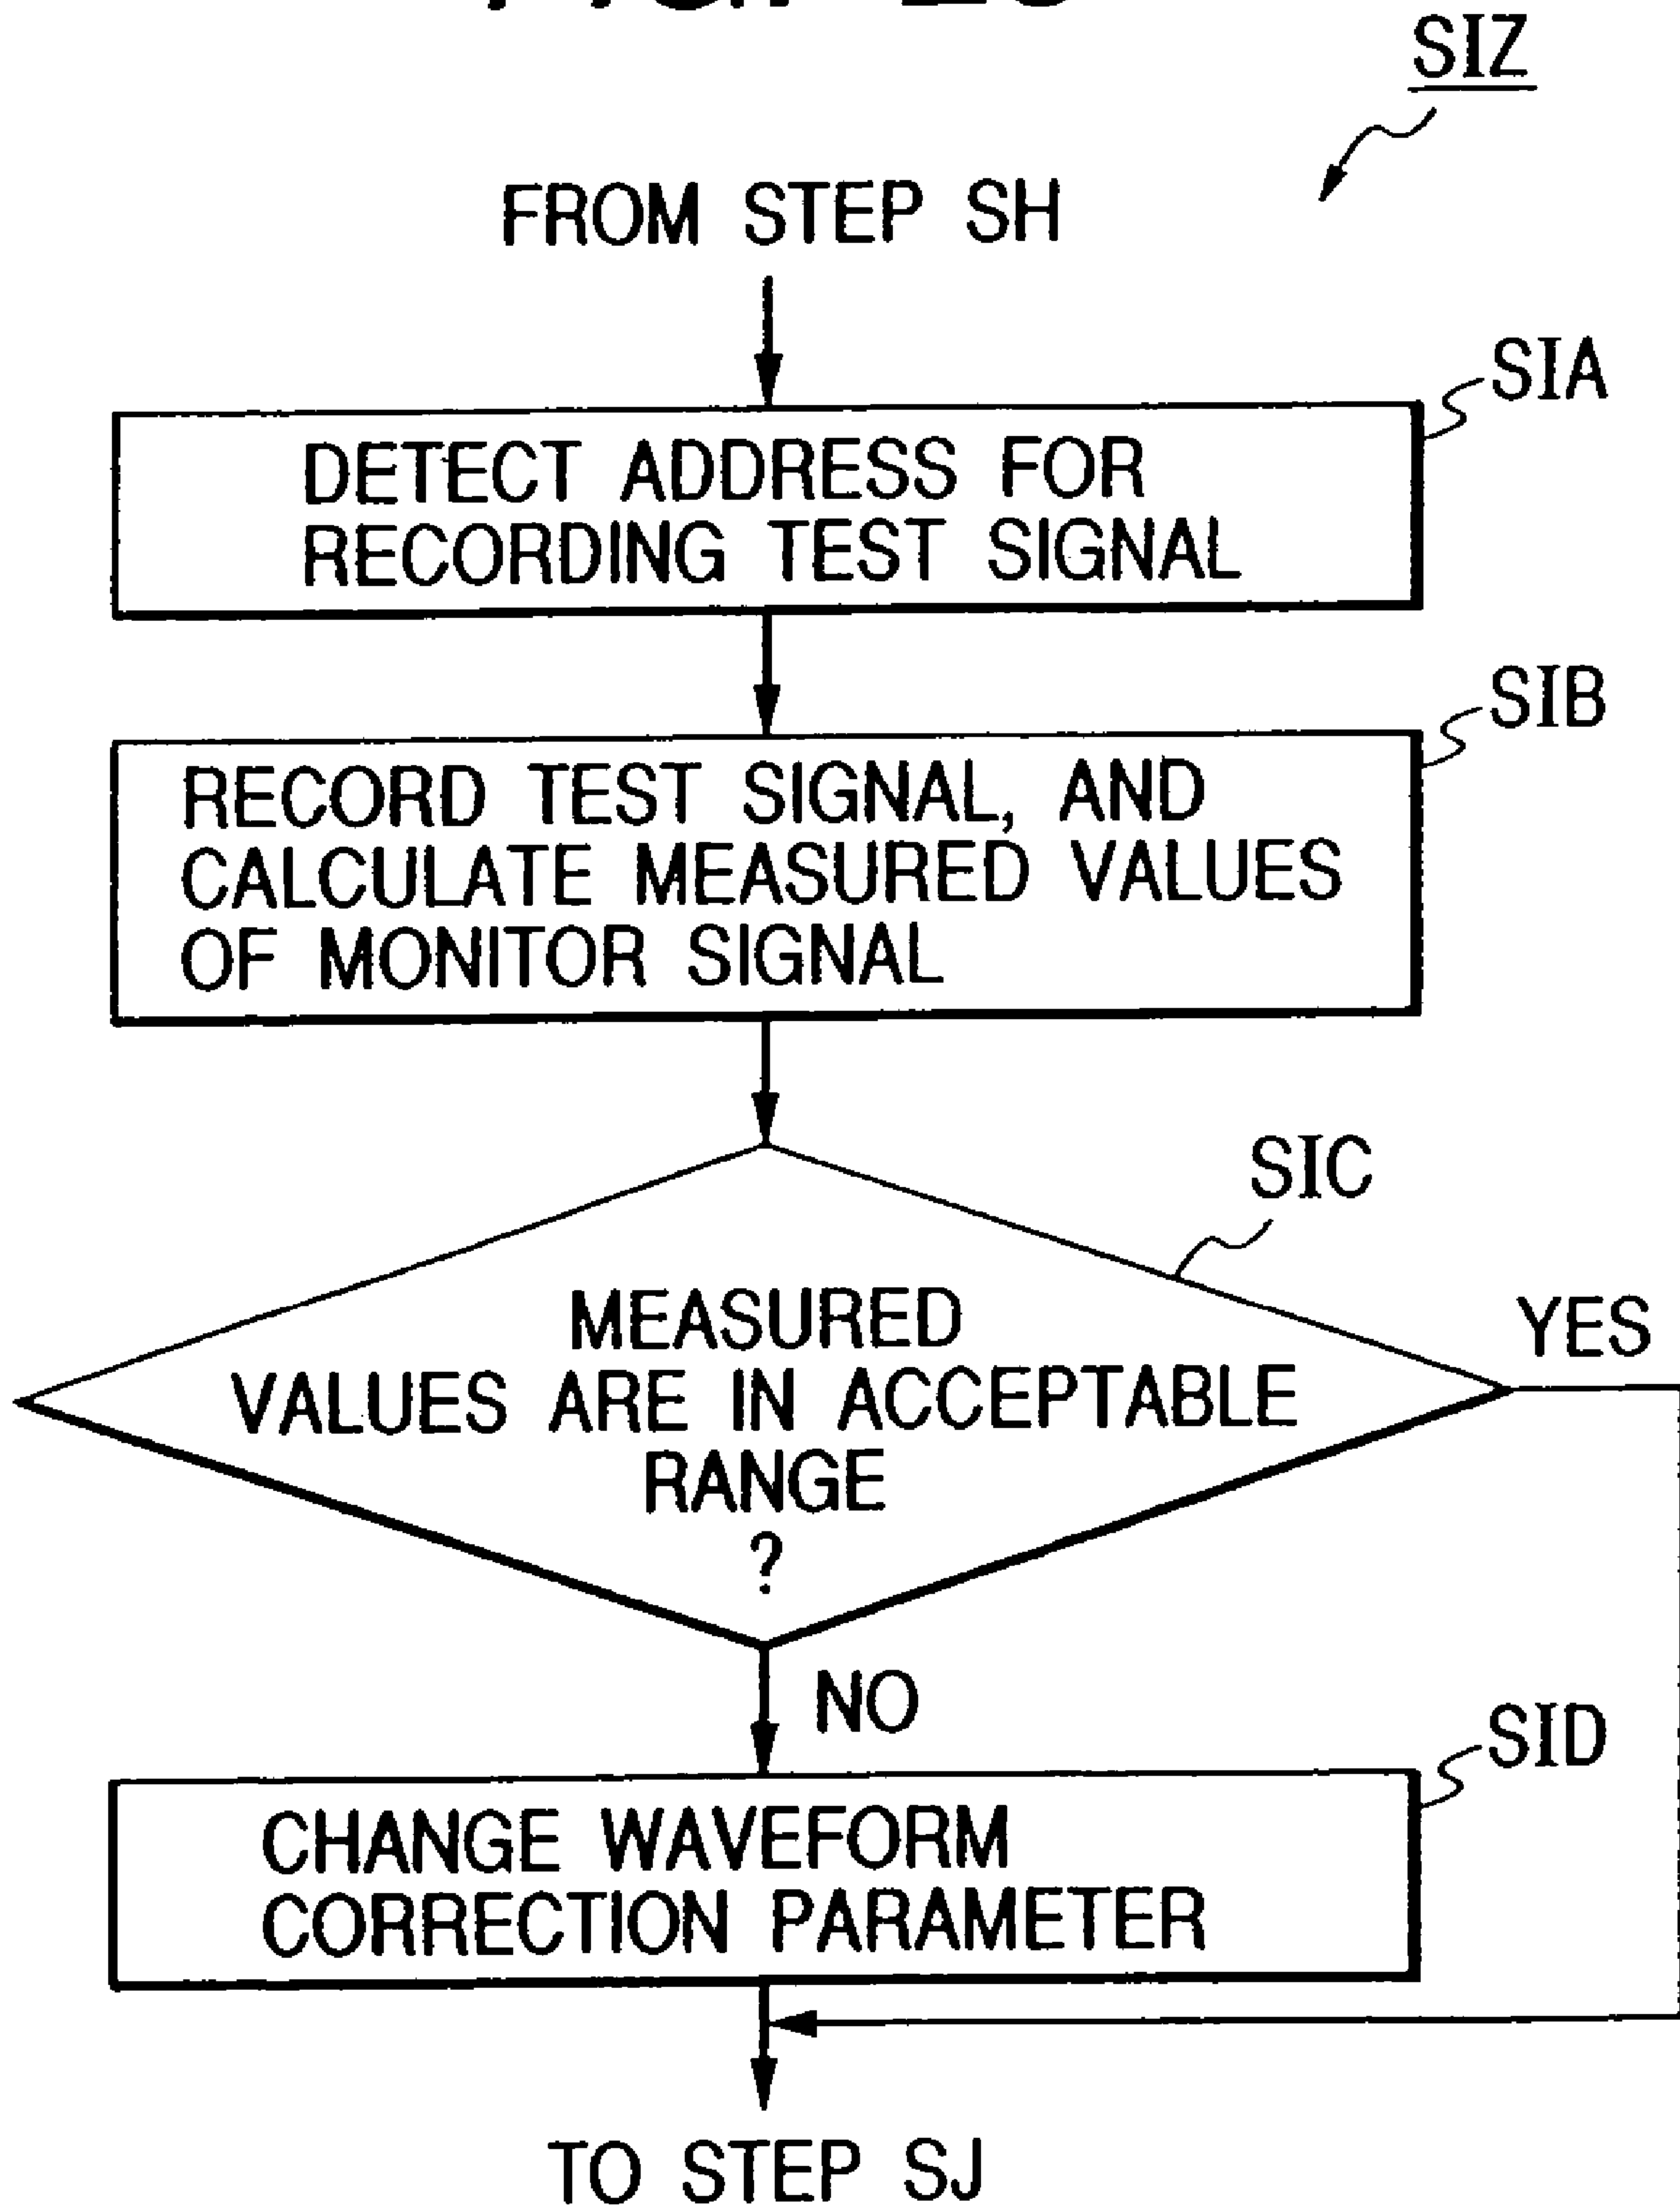 SIZ
FROM STEP SH
SIA
DETECT ADDRESS FOR
RECORDING TEST SIGNAL
SIB
RECORD TEST SIGNAL, AND
CALCULATE MEASURED VALUES
OF MONITOR SIGNAL
SIC
MEASURED
VALUES ARE IN ACCEPTABLE
RANGE
?
YES
NO
SID
CHANGE WAVEFORM
CORRECTION PARAMETER
TO STEP SJ